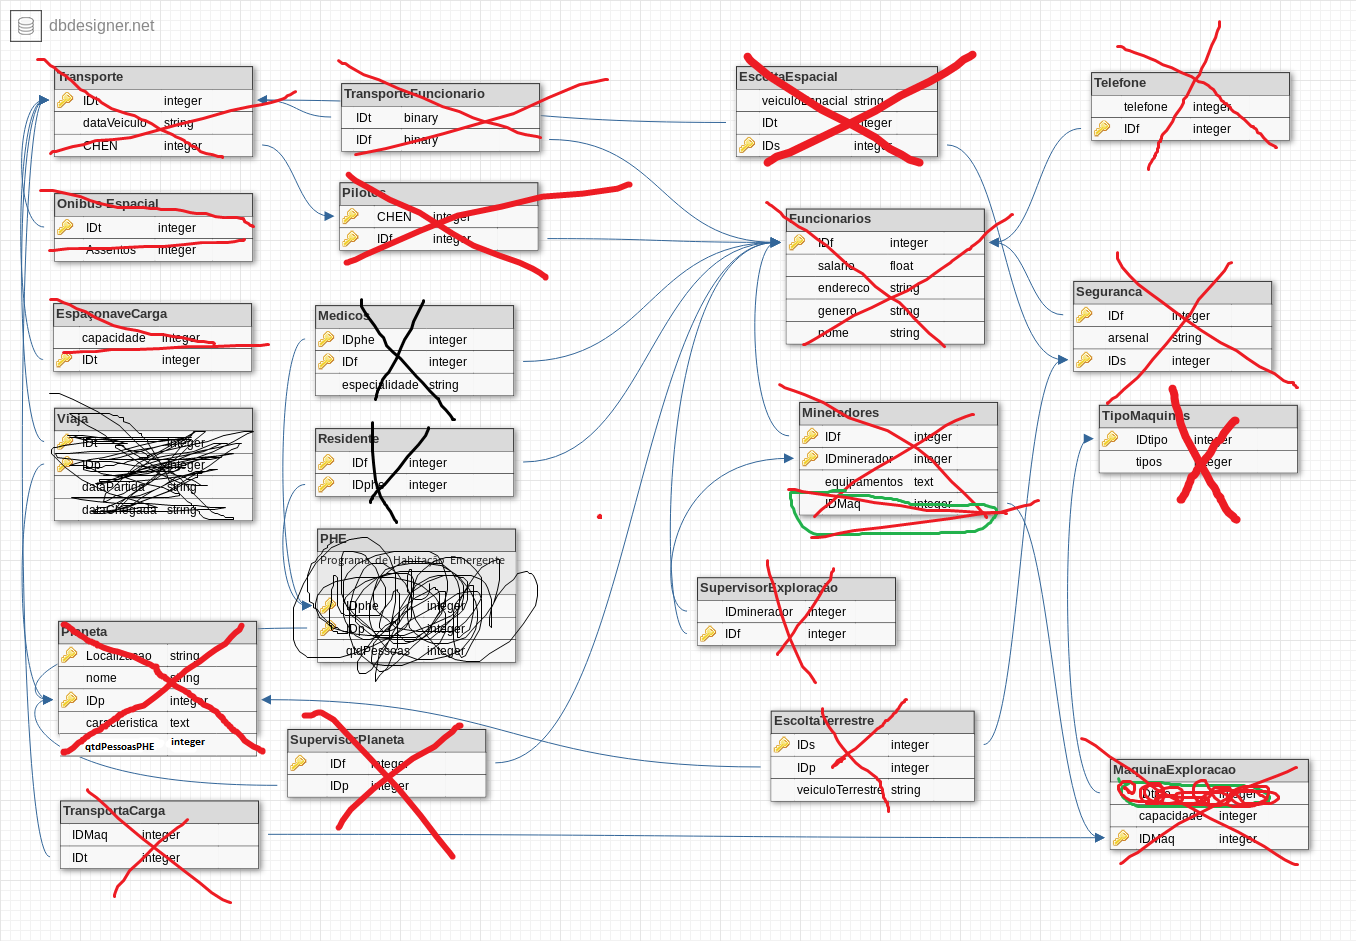 dbdesigner.net
Transporte
IDt integer
dataVeiculo string
CHEN integer
TransporteFuncionario
IDt binary
IDf binary
EscoltaEspacial
veiculoEspacial string
IDt integer
IDs integer
Telefone
telefone integer
IDf integer
Onibus Espacial
IDt integer
Assentos integer
Pilotos
CHEN integer
IDf integer
Funcionarios
IDf integer
salario float
endereco string
genero string
nome string
Seguranca
IDf integer
arsenal string
IDs integer
EspaçonaveCarga
capacidade integer
IDt integer
Medicos
IDphe integer
IDf integer
especialidade string
Viaja
IDt integer
IDp integer
dataPartida string
dataChegada string
Residente
IDf integer
IDphe integer
Mineradores
IDf integer
IDminerador integer
equipamentos text
IDMaq integer
TipoMaquinas
IDtipo integer
tipos integer
PHE
Programa de Habitação Emergente
IDphe integer
IDp integer
qtdPessoas integer
SupervisorExploracao
IDminerador integer
IDf integer
Planeta
Localizacao string
nome string
IDp integer
caracteristica text
qtdPessoasPHE integer
SupervisorPlaneta
IDf integer
IDp integer
EscoltaTerrestre
IDs integer
IDp integer
veiculoTerrestre string
MaquinaExploracao
IDtipo integer
capacidade integer
IDMaq integer
TransportaCarga
IDMaq integer
IDt integer